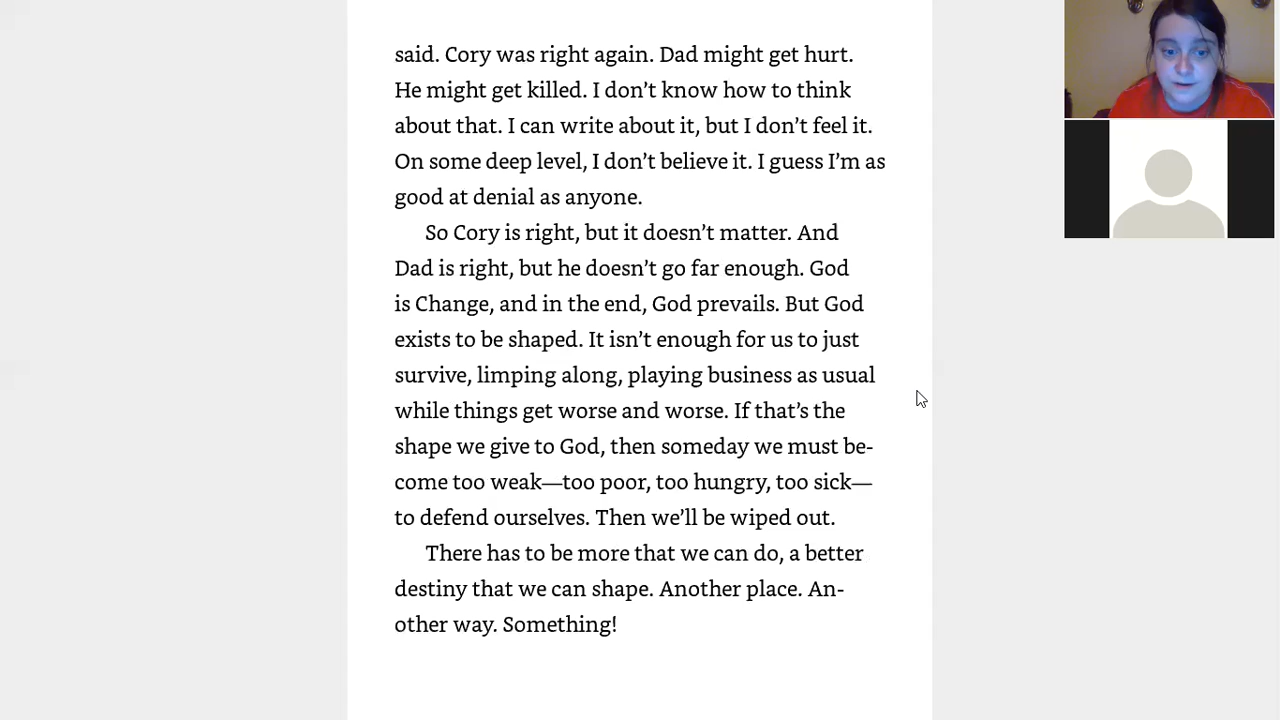 said. Cory was right again. Dad might get hurt.
He might get killed. I don’t know how to think
about that. I can write about it, but I don’t feel it.
On some deep level, I don’t believe it. I guess I’m as
good at denial as anyone.
So Cory is right, but it doesn’t matter. And
Dad is right, but he doesn’t go far enough. God
is Change, and in the end, God prevails. But God
exists to be shaped. It isn’t enough for us to just
survive, limping along, playing business as usual
while things get worse and worse. If that’s the
shape we give to God, then someday we must be-
come too weak—too poor, too hungry, too sick—
to defend ourselves. Then we’ll be wiped out.
There has to be more that we can do, a better
destiny that we can shape. Another place. An-
other way. Something!